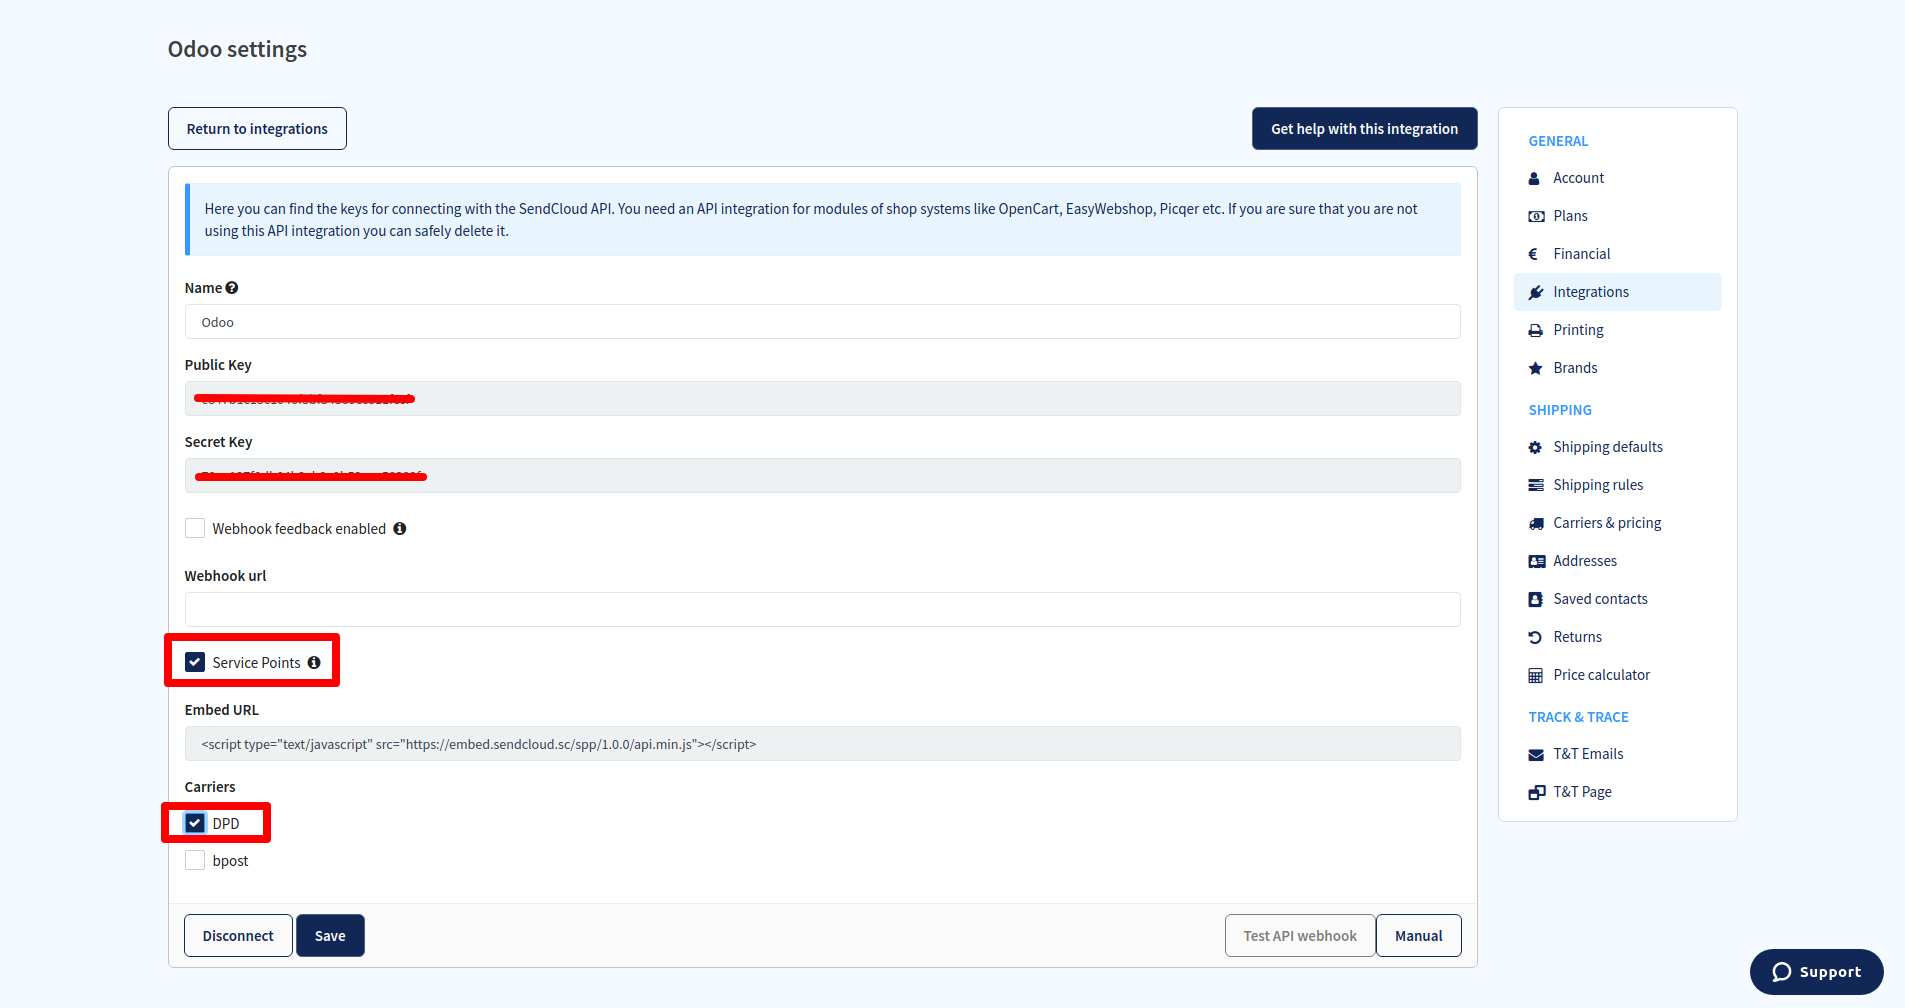 Odoo settings
Return to integrations
Get help with this integration
Here you can find the keys for connecting with the SendCloud API. You need an API integration for modules of shop systems like OpenCart, EasyWebshop, Picqer etc. If you are sure that you are not
using this API integration you can safely delete it.
Name
Odoo
Public Key
Secret Key
Webhook feedback enabled
Webhook url
Service Points
Embed URL
<script type="text/javascript" src="https://embed.sendcloud.sc/spp/1.0.0/api.min.js"></script>
Carriers
DPD
bpost
Disconnect
Save
Test API webhook
Manual
GENERAL
Account
Plans
Financial
Integrations
Printing
Brands
SHIPPING
Shipping defaults
Shipping rules
Carriers & pricing
Addresses
Saved contacts
Returns
Price calculator
TRACK & TRACE
T&T Emails
T&T Page
Support